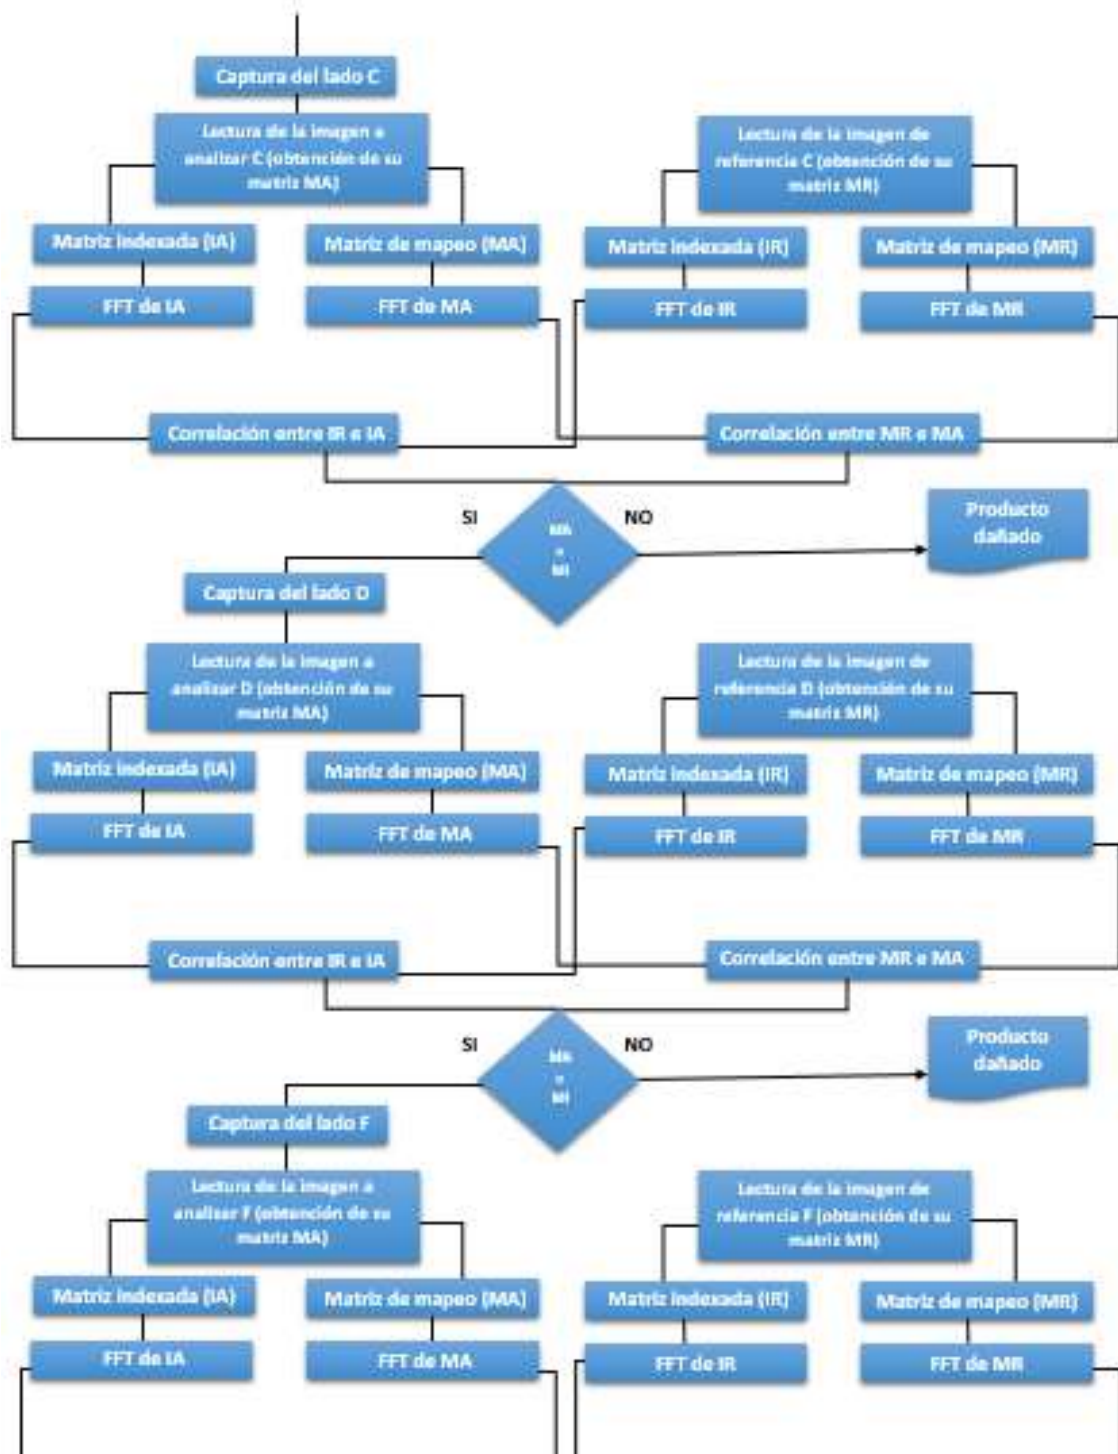 Captura del lado C
Lectura de la imagen a
analizar C (obtención de su
matriz MA)
Lectura de la imagen de
referencia C (obtención de su
matriz MR)
Matriz indexada (IA)
Matriz de mapeo (MA)
Matriz indexada (IR)
Matriz de mapeo (MR)
FFT de IA
FFT de MA
FFT de IR
FFT de MR
Correlación entre IR e IA
Correlación entre MR e MA
SI
MA
=
MI
NO
Producto
dañado
Captura del lado D
Lectura de la imagen a
analizar D (obtención de su
matriz MA)
Lectura de la imagen de
referencia D (obtención de su
matriz MR)
Matriz indexada (IA)
Matriz de mapeo (MA)
Matriz indexada (IR)
Matriz de mapeo (MR)
FFT de IA
FFT de MA
FFT de IR
FFT de MR
Correlación entre IR e IA
Correlación entre MR e MA
SI
MA
=
MI
NO
Producto
dañado
Captura del lado F
Lectura de la imagen a
analizar F (obtención de su
matriz MA)
Lectura de la imagen de
referencia F (obtención de su
matriz MR)
Matriz indexada (IA)
Matriz de mapeo (MA)
Matriz indexada (IR)
Matriz de mapeo (MR)
FFT de IA
FFT de MA
FFT de IR
FFT de MR